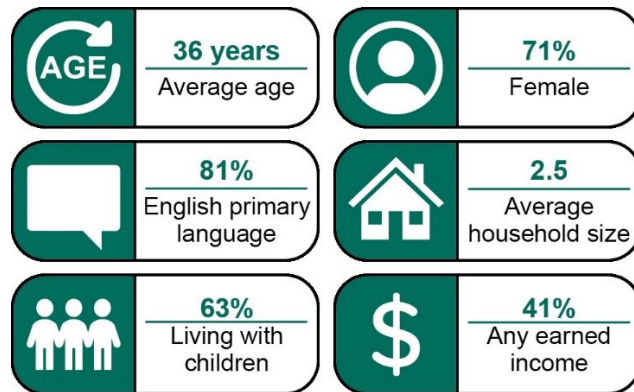 AGE
36 years
Average age
71%
Female
81%
English primary
language
2.5
Average
household size
63%
Living with
children
$
41%
Any earned
income